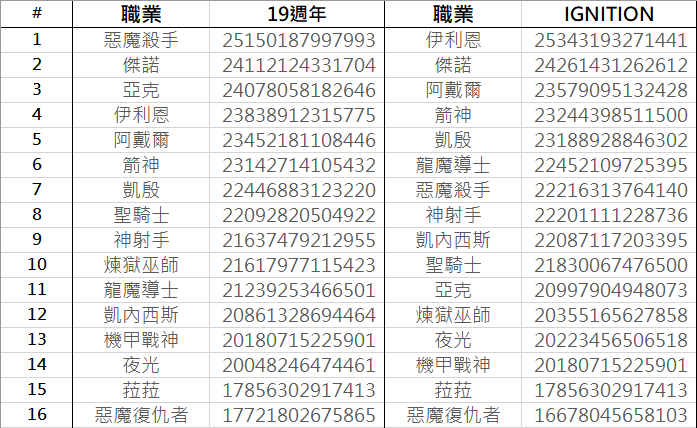 # 職業 19週年 職業 IGNITION
1 惡魔殺手 25150187997993 伊利恩 25343193271441
2 傑諾 24112124331704 傑諾 24261431262612
3 亞克 24078058182646 阿戴爾 23579095132428
4 伊利恩 23838912315775 箭神 23244398511500
5 阿戴爾 23452181108446 凱殷 23188928846302
6 箭神 23142714105432 龍魔導士 22452109725395
7 凱殷 22446883123220 惡魔殺手 22216313764140
8 聖騎士 22092820504922 神射手 22201111228736
9 神射手 21637479212955 凱內西斯 22087117203395
10 煉獄巫師 21617977115423 聖騎士 21830067476500
11 龍魔導士 21239253466501 亞克 20997904948073
12 凱內西斯 20861328694464 煉獄巫師 20355165627858
13 機甲戰神 20180715225901 夜光 20223456506518
14 夜光 20048246474461 機甲戰神 20180715225901
15 菈菈 17856302917413 菈菈 17856302917413
16 惡魔復仇者 17721802675865 惡魔復仇者 16678045658103